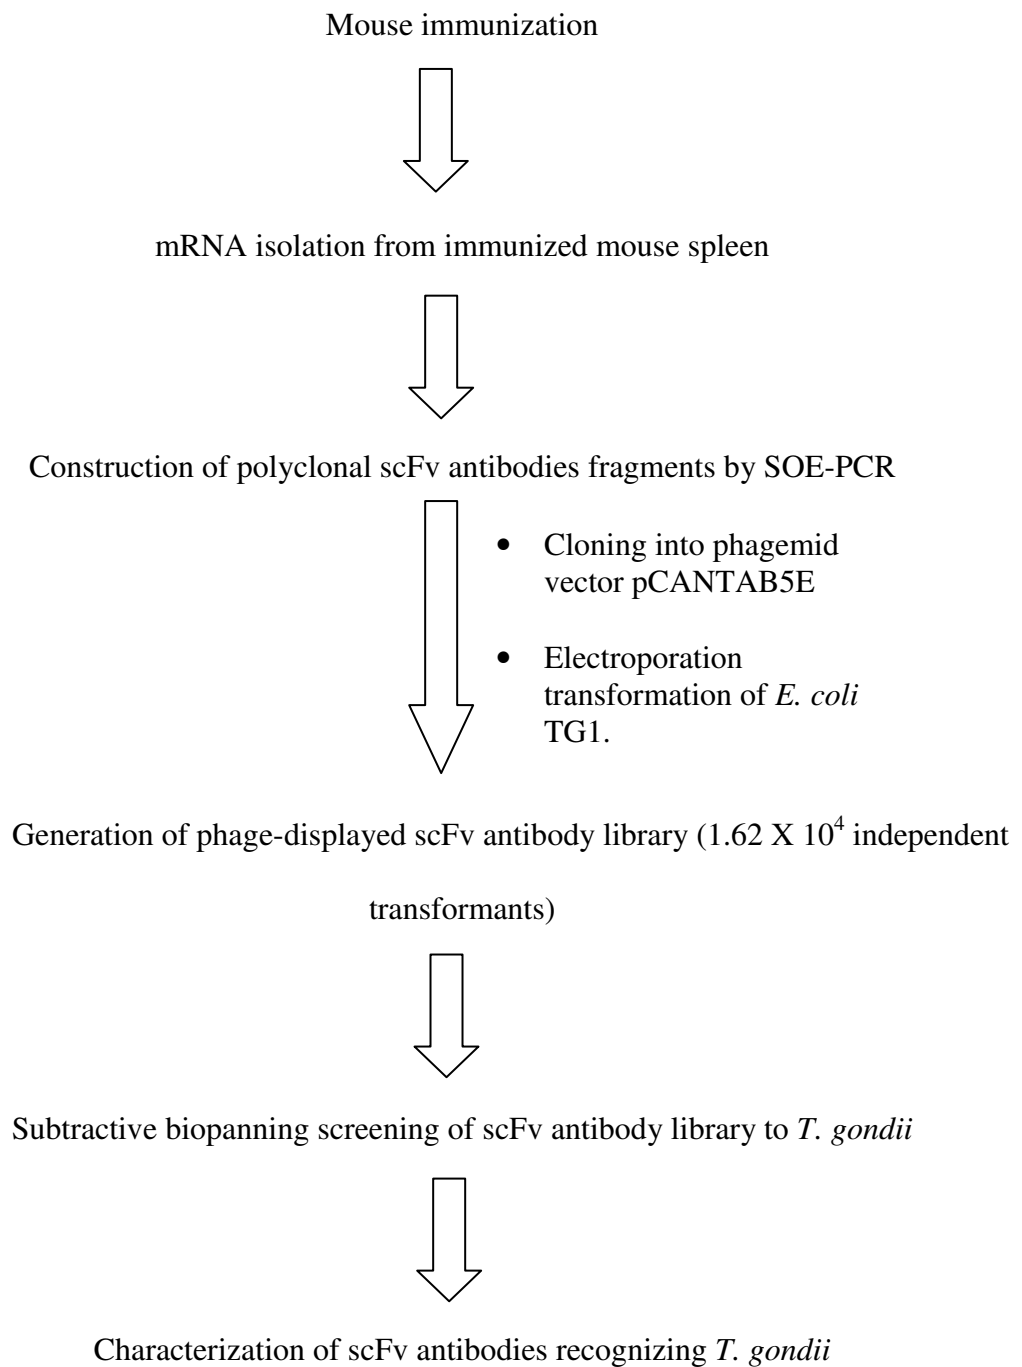 Mouse immunization
mRNA isolation from immunized mouse spleen
Construction of polyclonal scFv antibodies fragments by SOE-PCR
• Cloning into phagemid
vector pCANTAB5E
• Electroporation
transformation of E. coli
TG1.
Generation of phage-displayed scFv antibody library (1.62 X 10⁴ independent
transformants)
Subtractive biopanning screening of scFv antibody library to T. gondii
Characterization of scFv antibodies recognizing T. gondii